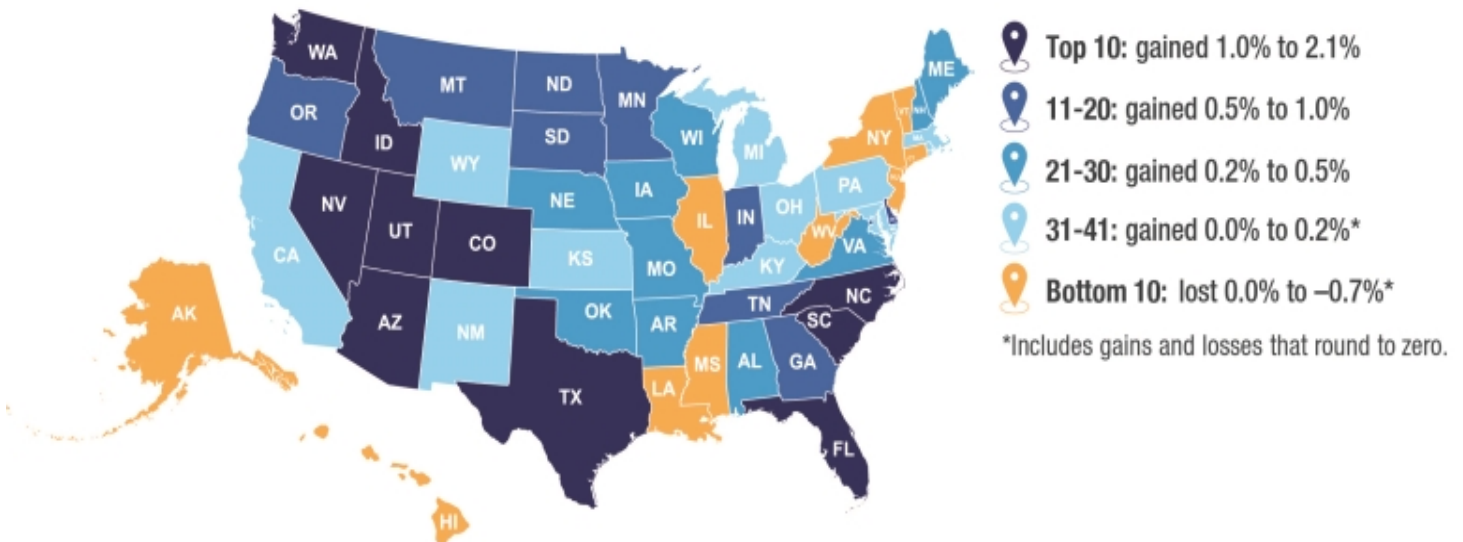 WA
MT
ND
MN
ME
OR
ID
SD
WI
VT
NH
NY
WY
MI
MA
IA
NE
PA
NV
IL
IN
OH
UT
CO
WV
VA
CA
KS
MO
KY
AK
AZ
NM
OK
AR
TN
NC
SC
MS
AL
GA
TX
LA
FL
HI
Top 10: gained 1.0% to 2.1%
11-20: gained 0.5% to 1.0%
21-30: gained 0.2% to 0.5%
31-41: gained 0.0% to 0.2%*
Bottom 10: lost 0.0% to –0.7%*
*Includes gains and losses that round to zero.